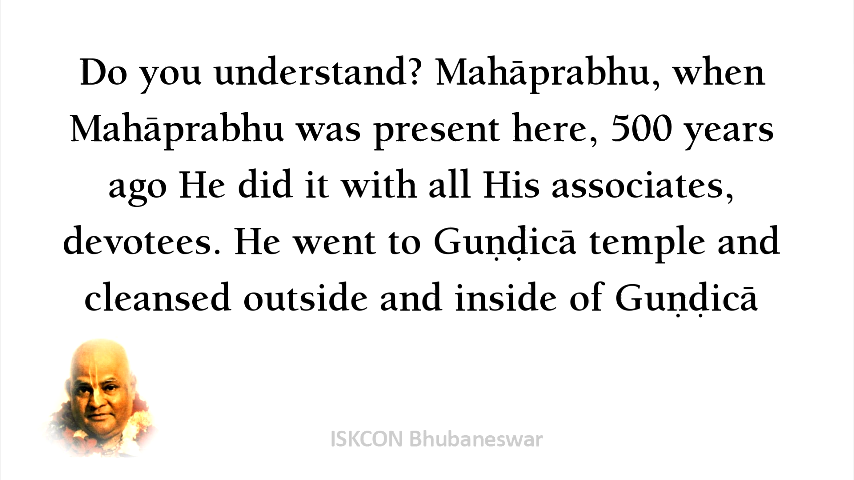 Do you understand? Mahāprabhu, when
Mahāprabhu was present here, 500 years
ago He did it with all His associates,
devotees. He went to Guṇḍicā temple and
cleansed outside and inside of Guṇḍicā
ISKCON Bhubaneswar